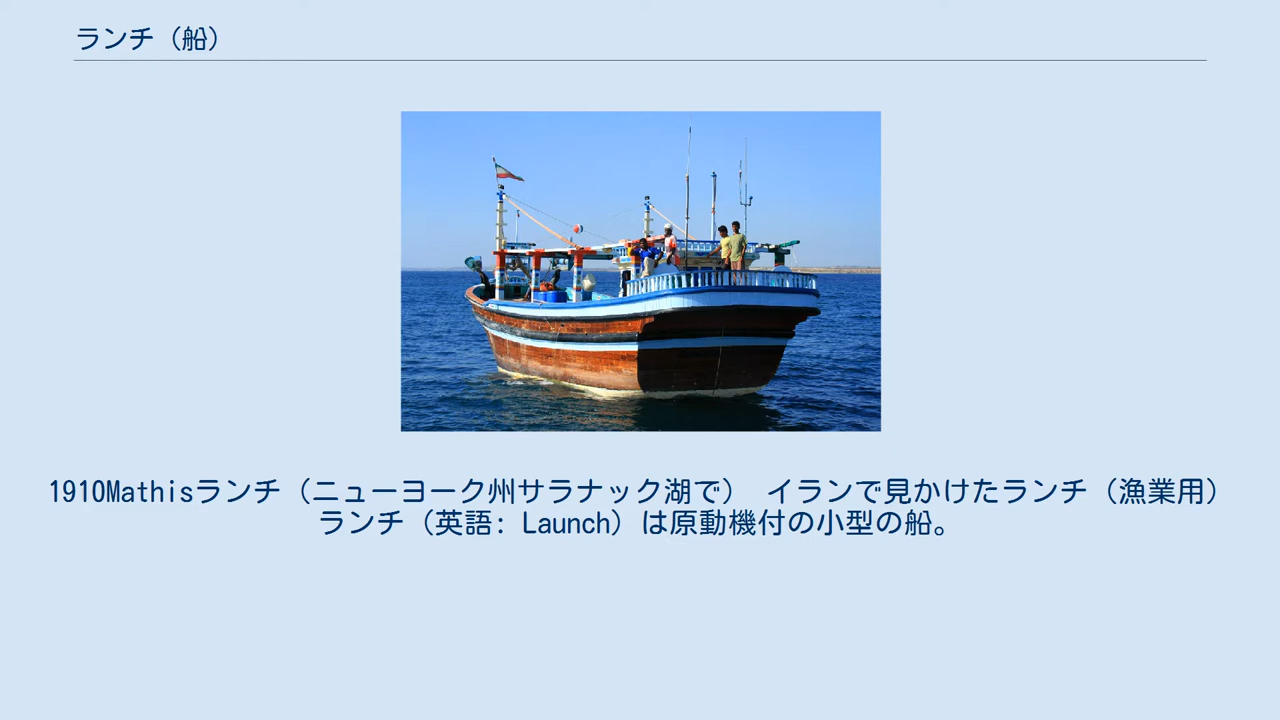 ランチ（船）
1910Mathisランチ（ニューヨーク州サラナック湖で） イランで見かけたランチ（漁業用）
ランチ（英語: Launch）は原動機付の小型の船。